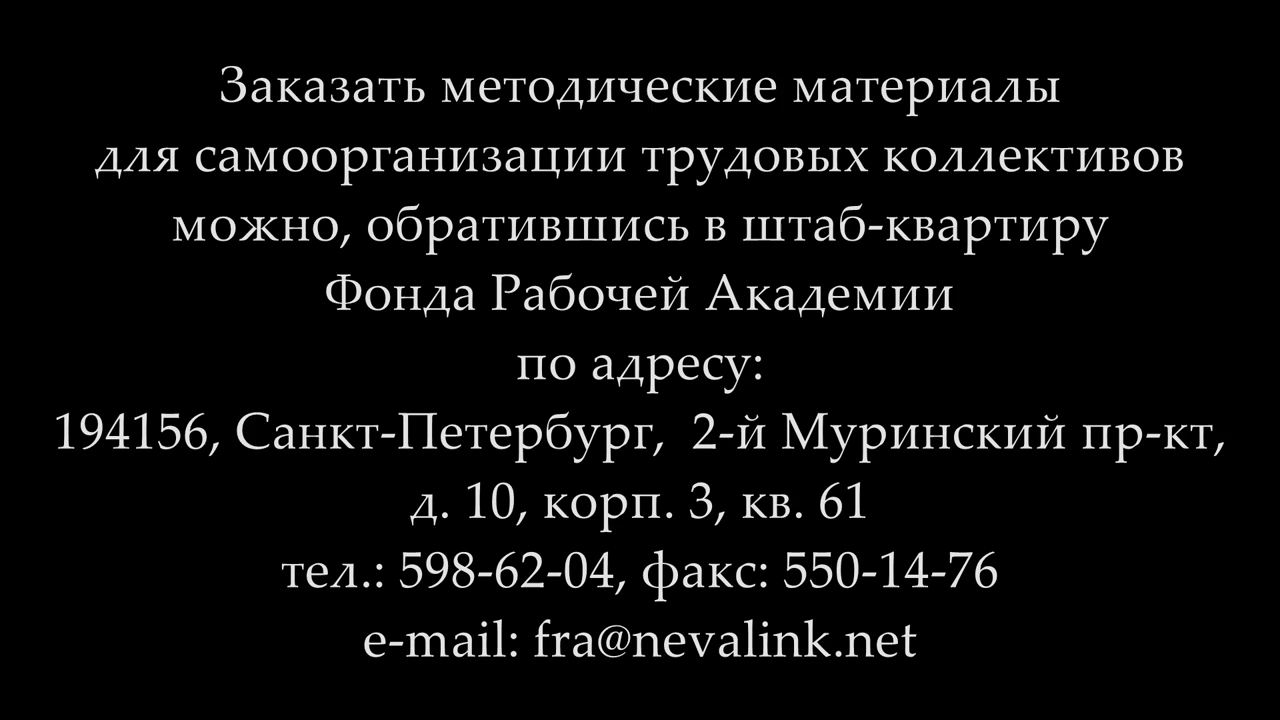 Заказать методические материалы
для самоорганизации трудовых коллективов
можно, обратившись в штаб-квартиру
Фонда Рабочей Академии
по адресу:
194156, Санкт-Петербург,  2-й Муринский пр-кт,
д. 10, корп. 3, кв. 61
тел.: 598-62-04, факс: 550-14-76
e-mail: fra@nevalink.net